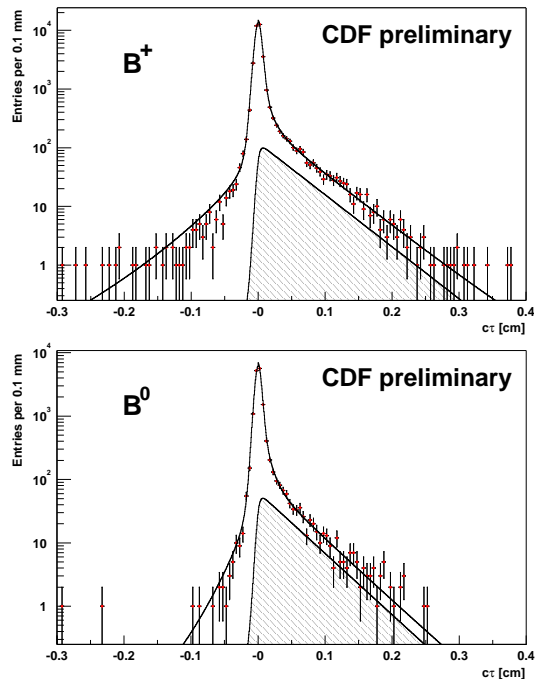 Entries per 0.1 mm
CDF preliminary
B+
10^4
10^3
10^2
10
1
-0.3 -0.2 -0.1 -0 0.1 0.2 0.3 0.4
cτ [cm]
Entries per 0.1 mm
CDF preliminary
B0
10^4
10^3
10^2
10
1
-0.3 -0.2 -0.1 -0 0.1 0.2 0.3 0.4
cτ [cm]